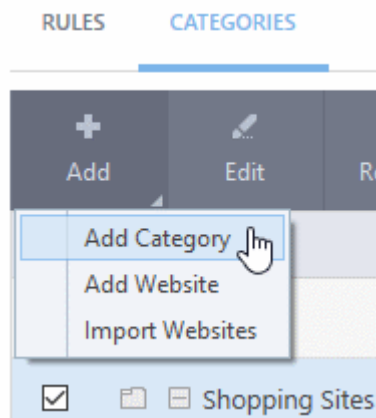 RULES CATEGORIES
Add Edit
Add Category
Add Website
Import Websites
Shopping Sites